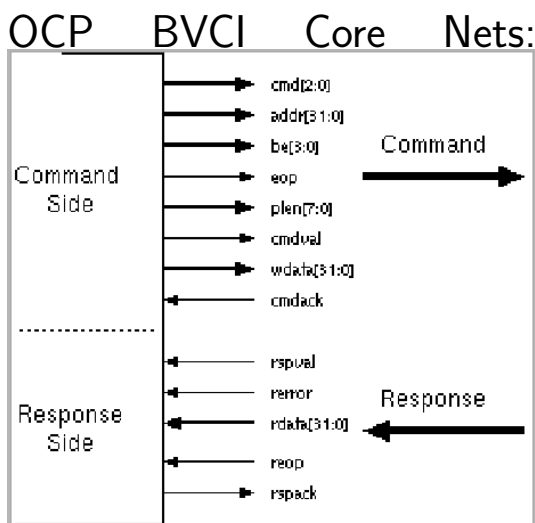 OCP BVCI Core Nets:
cmd[2:0]
addr[31:0]
be[3:0]
Command
eop
Command
Side
plen[7:0]
cmdval
wdata[31:0]
cmdack
rspval
rerror
Response
rdata[31:0]
Response
Side
reop
rspack